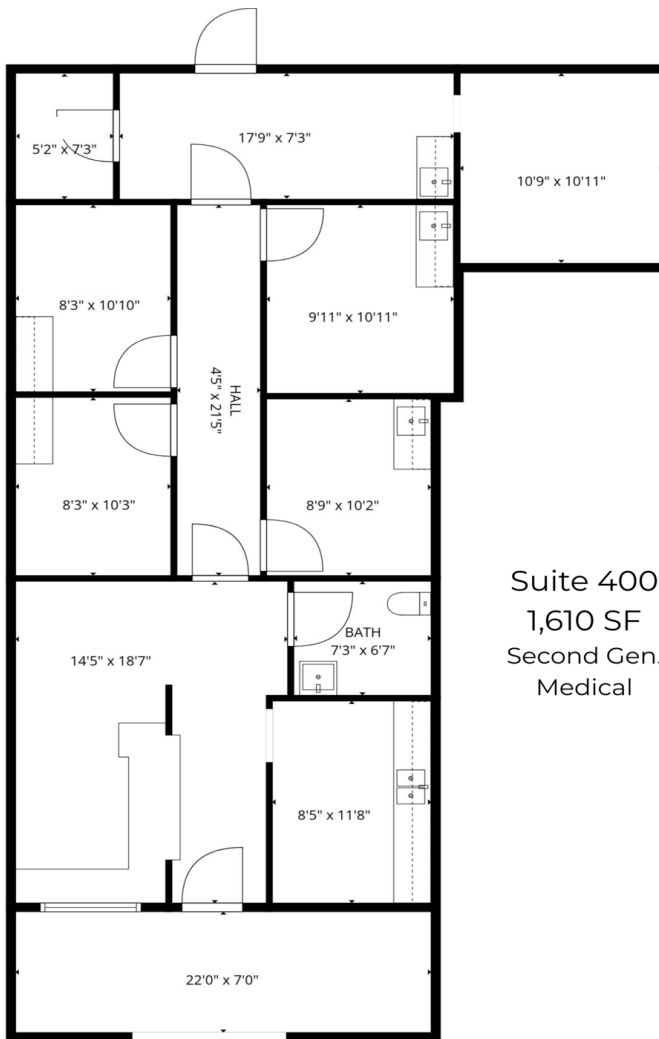 5'2" x 7'3"
17'9" x 7'3"
10'9" x 10'11"
8'3" x 10'10"
9'11" x 10'11"
HALL
4'5" x 21'5"
8'3" x 10'3"
8'9" x 10'2"
Suite 400
1,610 SF
Second Gen.
Medical
BATH
7'3" x 6'7"
14'5" x 18'7"
8'5" x 11'8"
22'0" x 7'0"